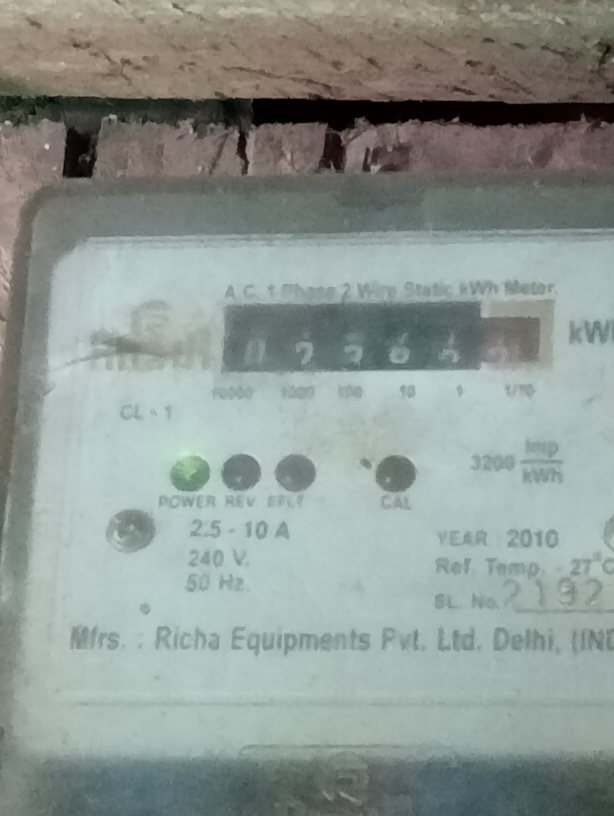 A.C. 1 Phase 2 Wire Static kWh Meter.
10000 1000 100 10 1 1/10
CL - 1
3200 Imp
kWh
POWER REV EFLT CAL
2.5 - 10 A
240 V.
50 Hz.
YEAR : 2010
Ref. Temp. - 27°C
SL. No. 2192
Mfrs. : Richa Equipments Pvt. Ltd. Delhi,